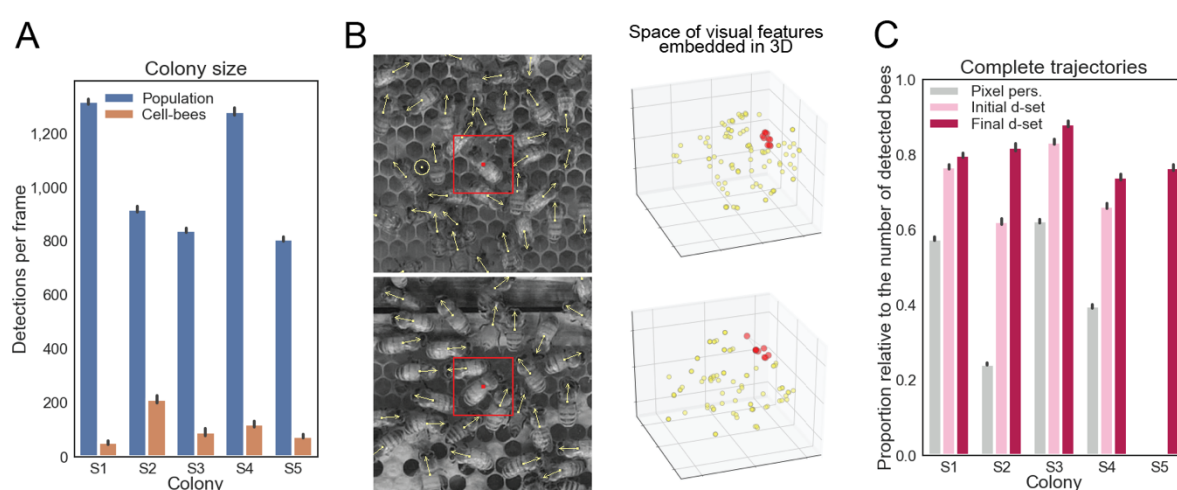 A
Colony size
Population
Cell-bees
Detections per frame
1,200
1,000
800
600
400
200
0
S1 S2 S3 S4 S5
Colony
B
Space of visual features
embedded in 3D
C
Complete trajectories
Pixel pers.
Initial d-set
Final d-set
Proportion relative to the number of detected bees
1.0
0.8
0.6
0.4
0.2
0.0
S1 S2 S3 S4 S5
Colony